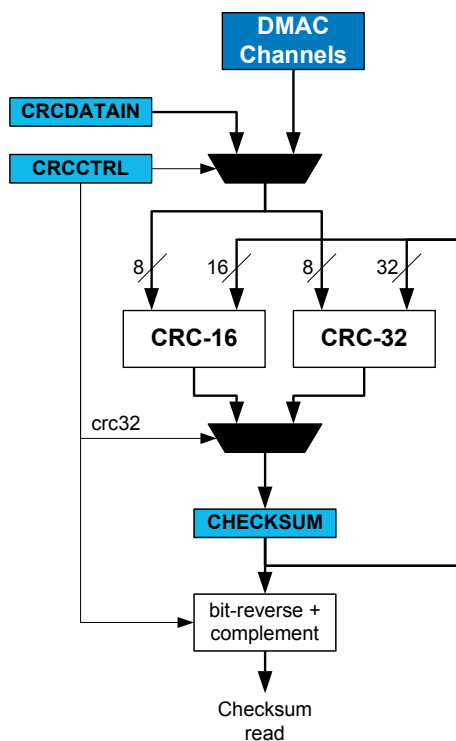 DMAC
Channels
CRCDATAIN
CRCCTRL
8 16 8 32
CRC-16 CRC-32
crc32
CHECKSUM
bit-reverse +
complement
Checksum
read